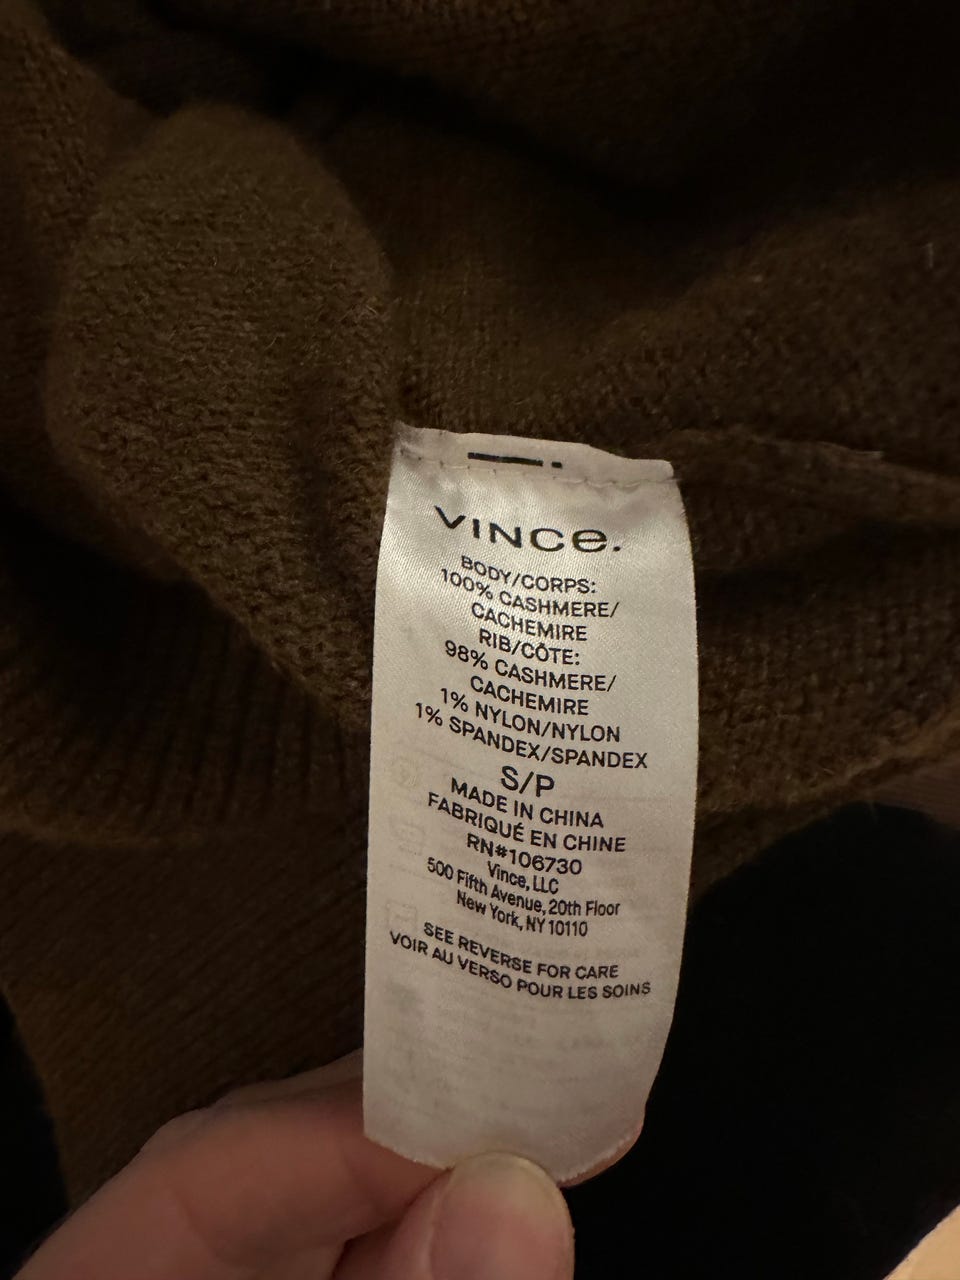 VINCE.
BODY/CORPS:
100% CASHMERE/
CACHEMIRE
RIB/CÔTE:
98% CASHMERE/
CACHEMIRE
1% NYLON/NYLON
1% SPANDEX/SPANDEX
S/P
MADE IN CHINA
FABRIQUÉ EN CHINE
RN#106730
Vince, LLC
500 Fifth Avenue, 20th Floor
New York, NY 10110
SEE REVERSE FOR CARE
VOIR AU VERSO POUR LES SOINS